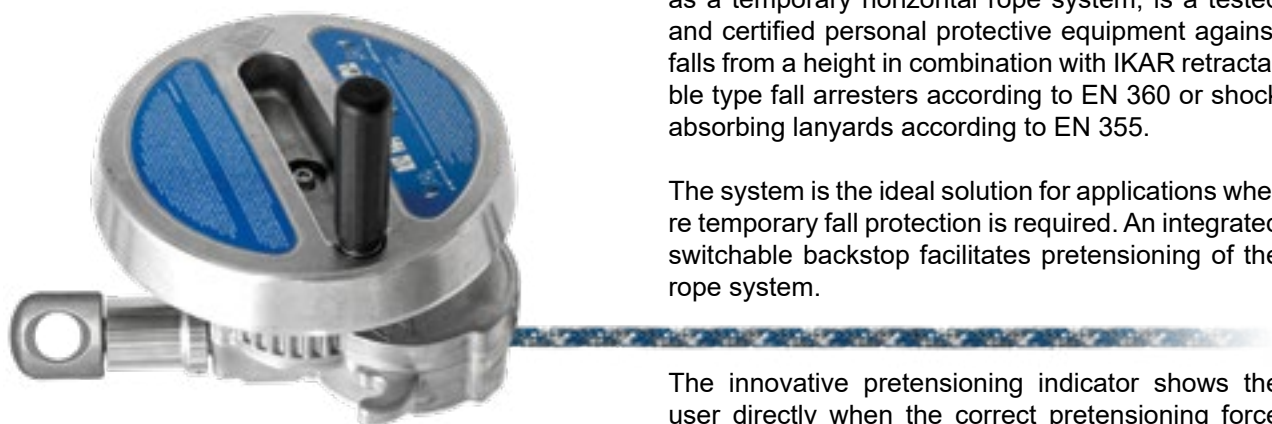 as a temporary horizontal rope system, is a tested
and certified personal protective equipment agains
falls from a height in combination with IKAR retracta
ble type fall arresters according to EN 360 or shock
absorbing lanyards according to EN 355.
The system is the ideal solution for applications whe
re temporary fall protection is required. An integrated
switchable backstop facilitates pretensioning of the
rope system.
The innovative pretensioning indicator shows the
user directly when the correct pretensioning force